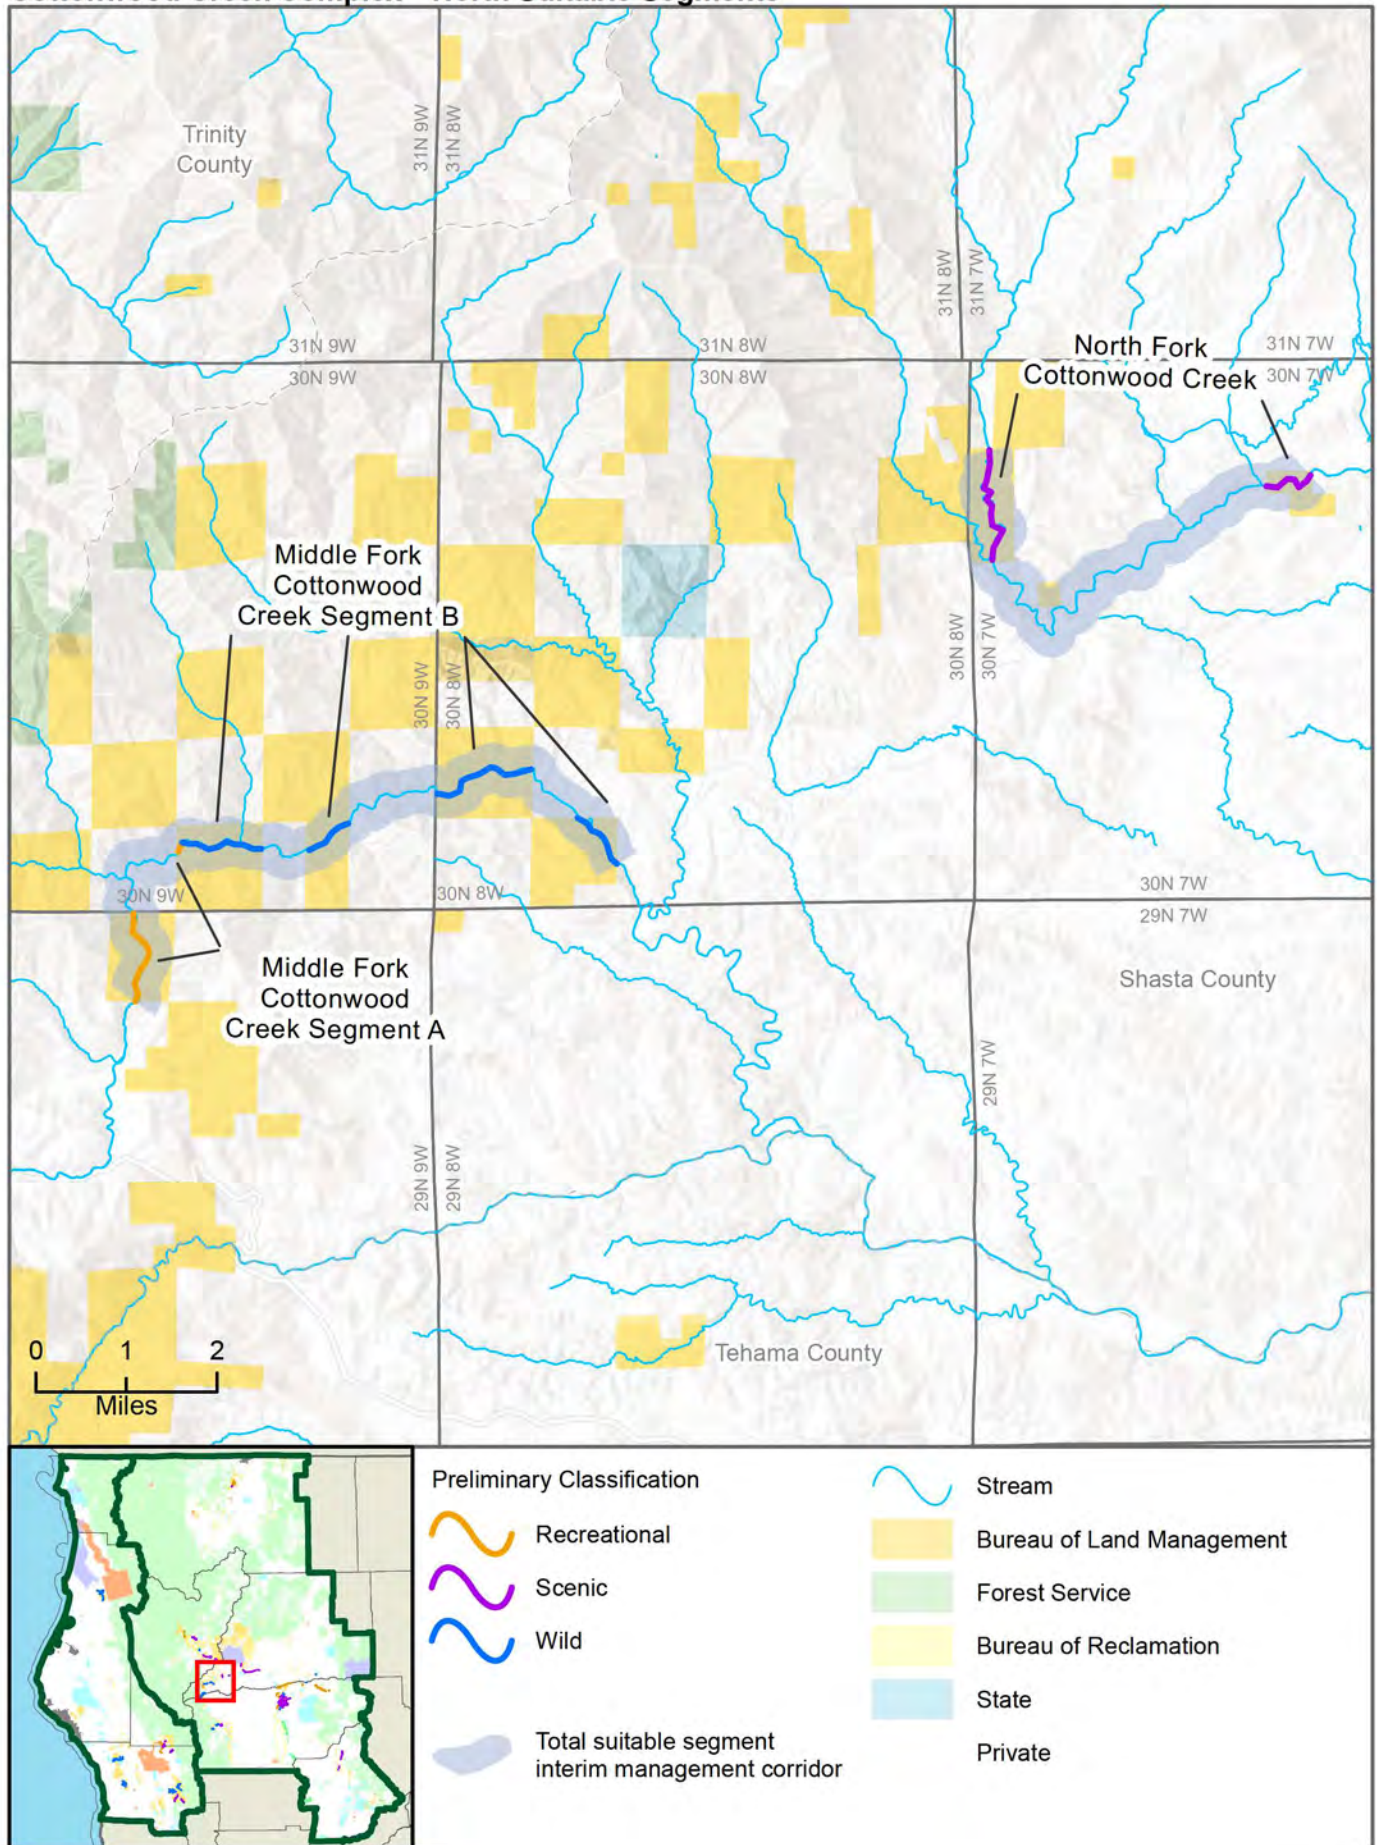 Trinity
County
31N 9W
31N 8W
31N 8W
31N 7W
31N 9W
30N 9W
31N 8W
30N 8W
North Fork
Cottonwood Creek
31N 7W
30N 7W
Middle Fork
Cottonwood
Creek Segment B
30N 9W
30N 8W
30N 8W
30N 7W
30N 9W
30N 8W
30N 7W
29N 7W
Middle Fork
Cottonwood
Creek Segment A
Shasta County
29N 7W
29N 9W
29N 8W
Tehama County
0 1 2
Miles
Preliminary Classification
Recreational
Scenic
Wild
Total suitable segment
interim management corridor
Stream
Bureau of Land Management
Forest Service
Bureau of Reclamation
State
Private